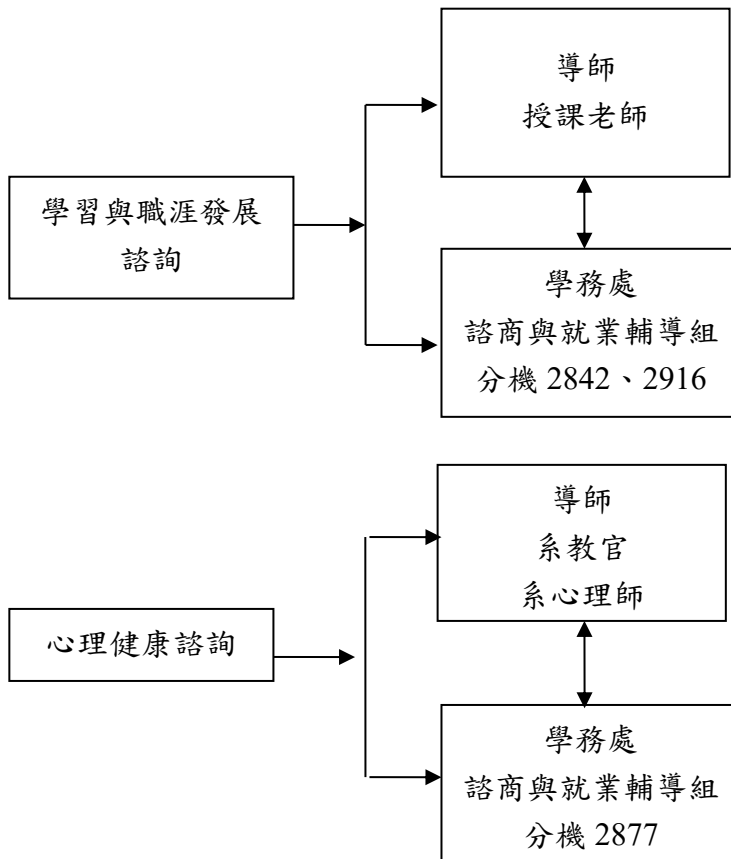 學習與職涯發展
諮詢
導師
授課老師
學務處
諮商與就業輔導組
分機 2842、2916
心理健康諮詢
導師
系教官
系心理師
學務處
諮商與就業輔導組
分機 2877